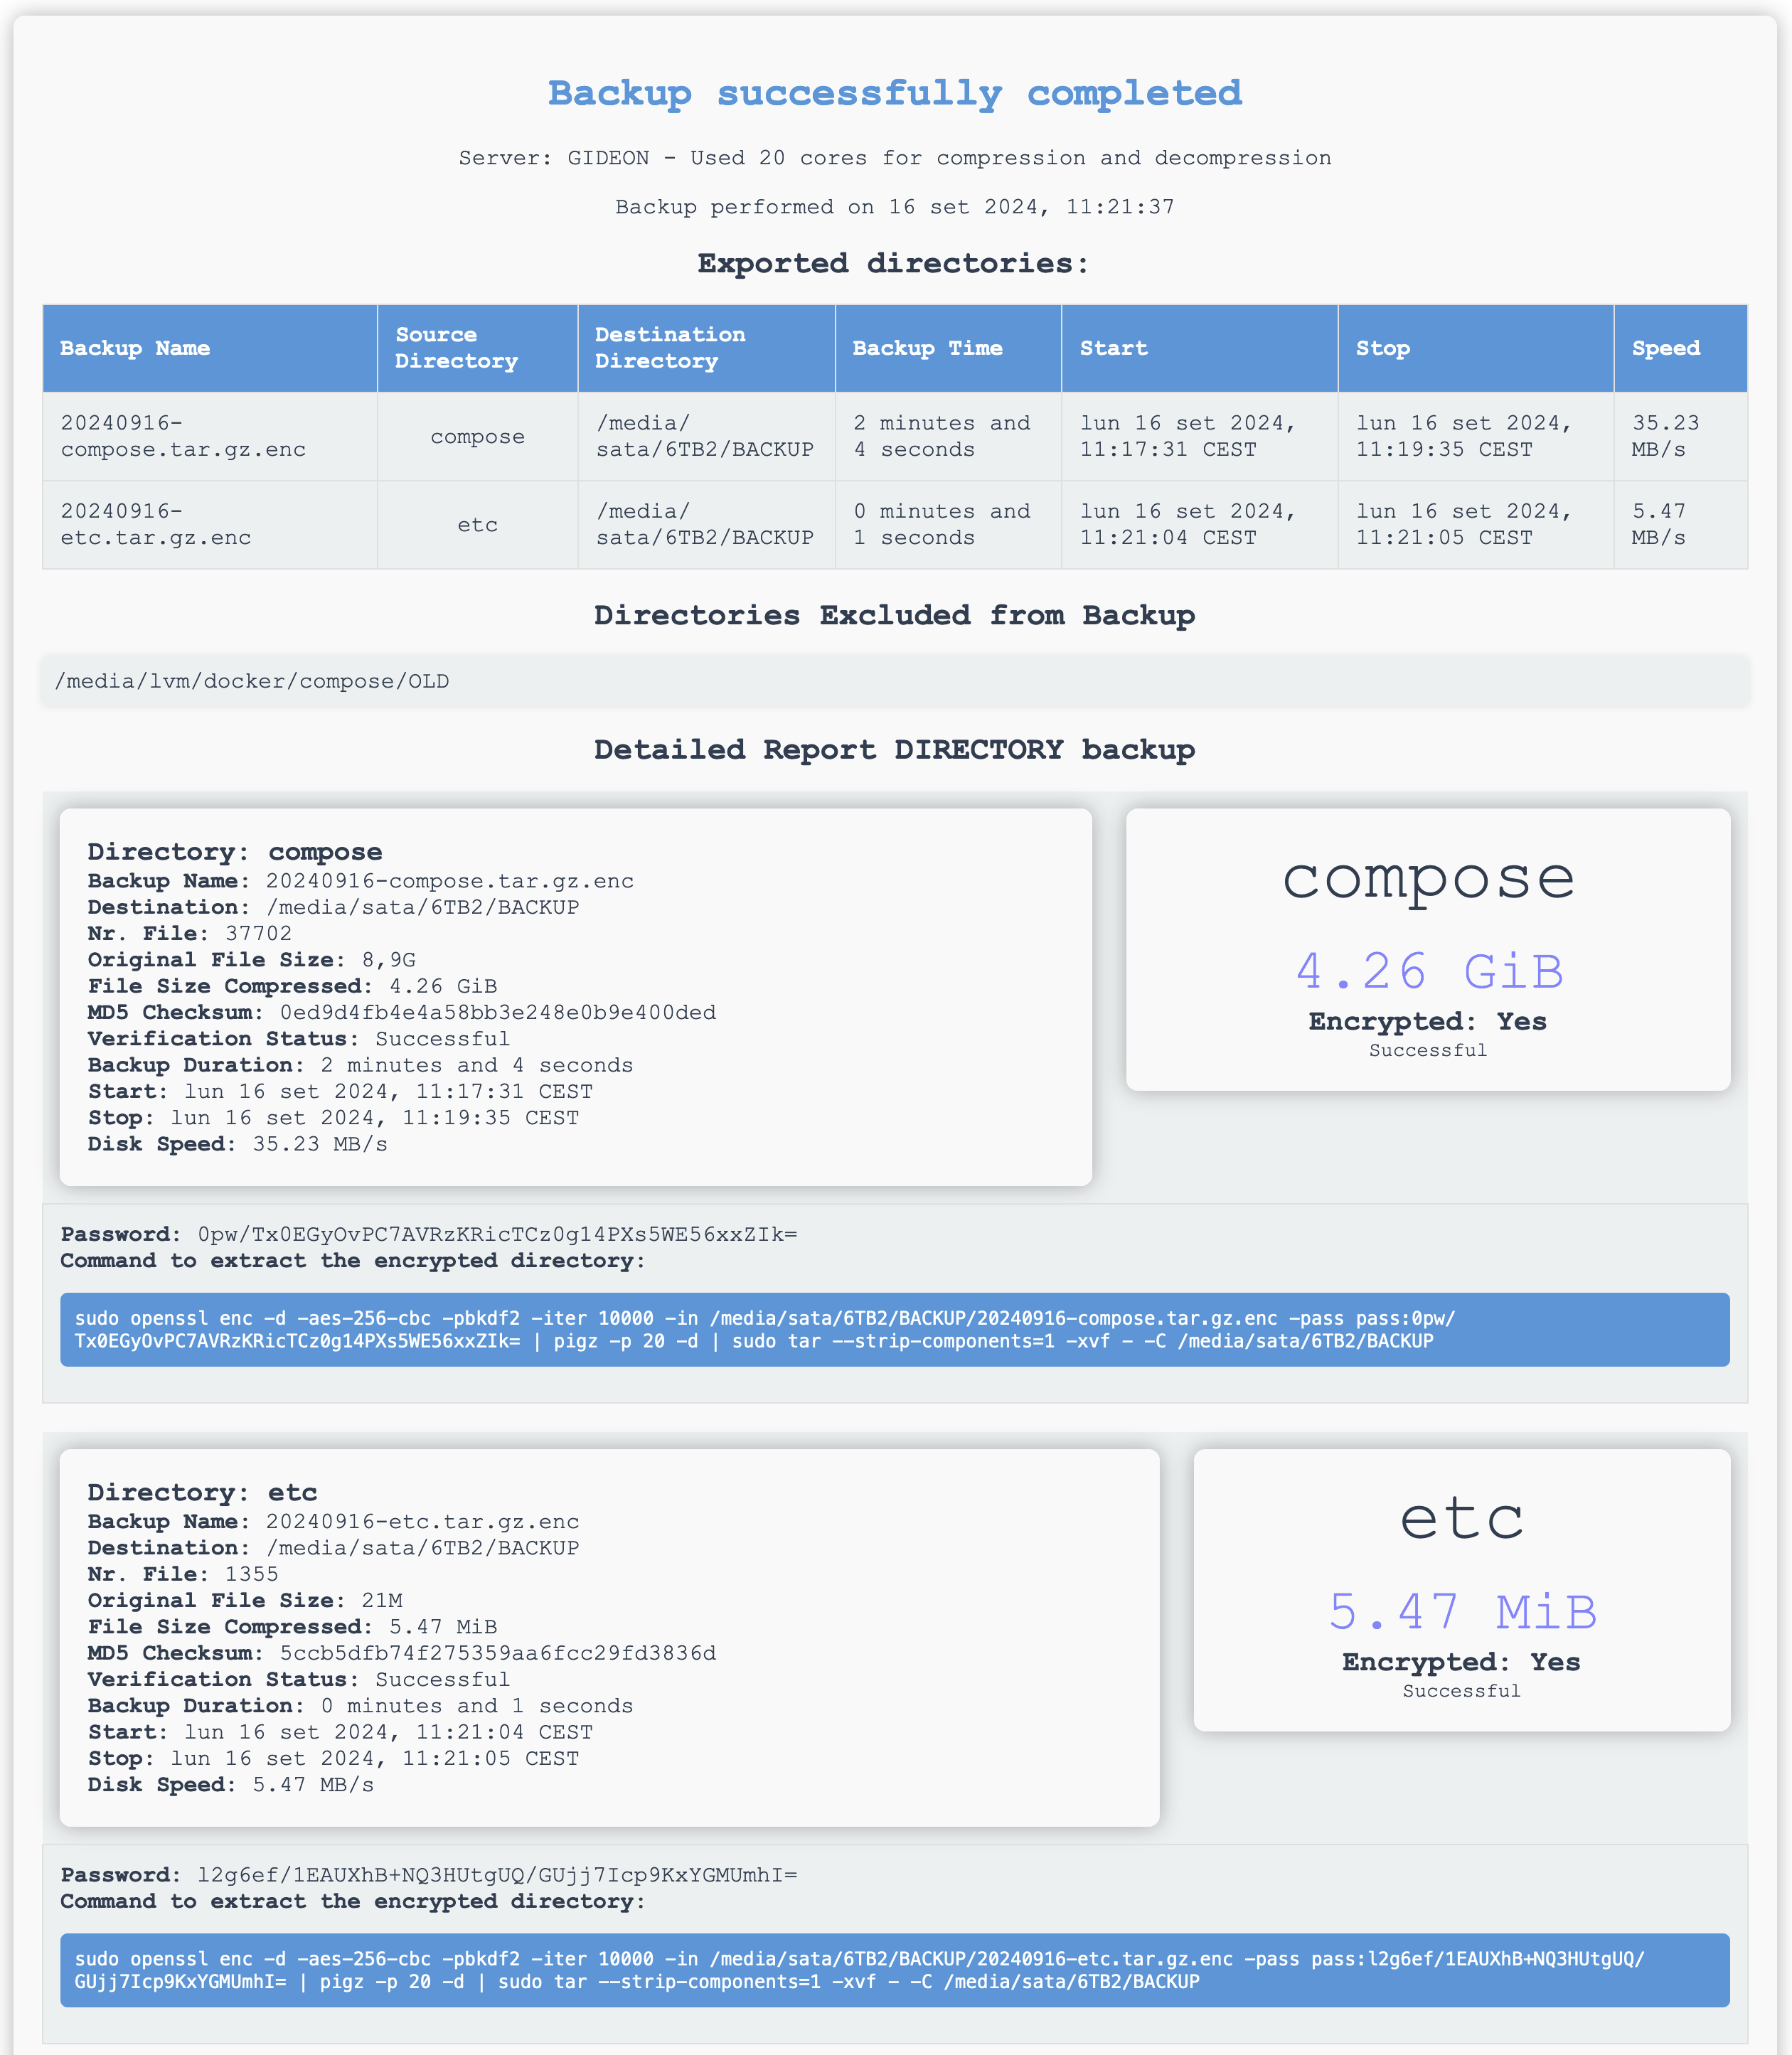 Backup successfully completed
Server: GIDEON - Used 20 cores for compression and decompression
Backup performed on 16 set 2024, 11:21:37
Exported directories:
Backup Name
Source
Directory
Destination
Directory
Backup Time
Start
Stop
Speed
20240916-
compose.tar.gz.enc
compose
/media/
sata/6TB2/BACKUP
2 minutes and
4 seconds
lun 16 set 2024,
11:17:31 CEST
lun 16 set 2024,
11:19:35 CEST
35.23
MB/s
20240916-
etc.tar.gz.enc
etc
/media/
sata/6TB2/BACKUP
0 minutes and
1 seconds
lun 16 set 2024,
11:21:04 CEST
lun 16 set 2024,
11:21:05 CEST
5.47
MB/s
Directories Excluded from Backup
/media/lvm/docker/compose/OLD
Detailed Report DIRECTORY backup
Directory: compose
Backup Name: 20240916-compose.tar.gz.enc
Destination: /media/sata/6TB2/BACKUP
Nr. File: 37702
Original File Size: 8,9G
File Size Compressed: 4.26 GiB
MD5 Checksum: 0ed9d4fb4e4a58bb3e248e0b9e400ded
Verification Status: Successful
Backup Duration: 2 minutes and 4 seconds
Start: lun 16 set 2024, 11:17:31 CEST
Stop: lun 16 set 2024, 11:19:35 CEST
Disk Speed: 35.23 MB/s
compose
4.26 GiB
Encrypted: Yes
Successful
Password: 0pw/Tx0EGyOvPC7AVRzKRicTCz0g14PXs5WE56xxZIk=
Command to extract the encrypted directory:
sudo openssl enc -d -aes-256-cbc -pbkdf2 -iter 10000 -in /media/sata/6TB2/BACKUP/20240916-compose.tar.gz.enc -pass pass:0pw/
Tx0EGyOvPC7AVRzKRicTCz0g14PXs5WE56xxZIk= | pigz -p 20 -d | sudo tar --strip-components=1 -xvf - -C /media/sata/6TB2/BACKUP
Directory: etc
Backup Name: 20240916-etc.tar.gz.enc
Destination: /media/sata/6TB2/BACKUP
Nr. File: 1355
Original File Size: 21M
File Size Compressed: 5.47 MiB
MD5 Checksum: 5ccb5dfb74f275359aa6fcc29fd3836d
Verification Status: Successful
Backup Duration: 0 minutes and 1 seconds
Start: lun 16 set 2024, 11:21:04 CEST
Stop: lun 16 set 2024, 11:21:05 CEST
Disk Speed: 5.47 MB/s
etc
5.47 MiB
Encrypted: Yes
Successful
Password: l2g6ef/1EAUXhB+NQ3HUtgUQ/GUjj7Icp9KxYGMUmhI=
Command to extract the encrypted directory:
sudo openssl enc -d -aes-256-cbc -pbkdf2 -iter 10000 -in /media/sata/6TB2/BACKUP/20240916-etc.tar.gz.enc -pass pass:l2g6ef/1EAUXhB+NQ3HUtgUQ/
GUjj7Icp9KxYGMUmhI= | pigz -p 20 -d | sudo tar --strip-components=1 -xvf - -C /media/sata/6TB2/BACKUP